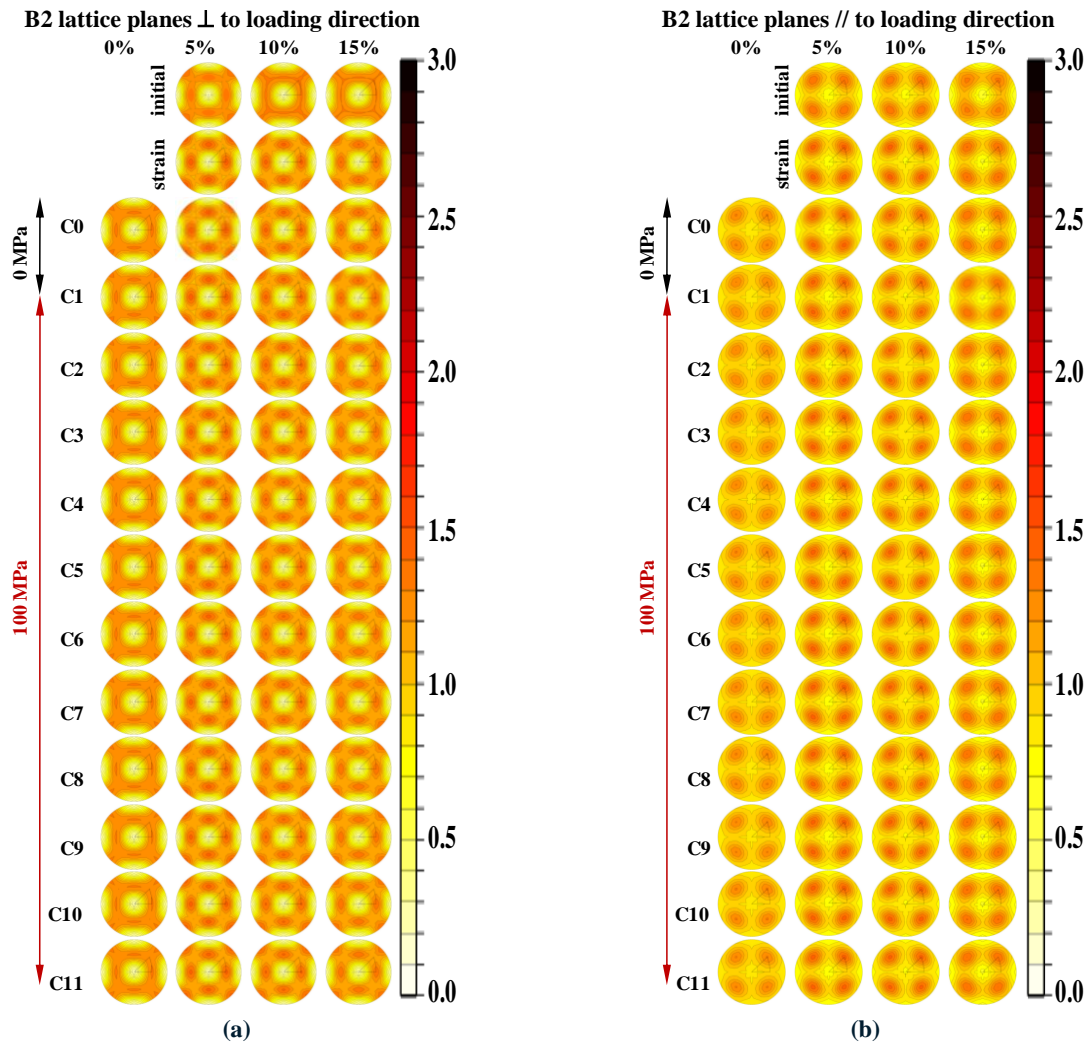 B2 lattice planes ⊥ to loading direction
0% 5% 10% 15%
initial
strain
0 MPa
100 MPa
C0
C1
C2
C3
C4
C5
C6
C7
C8
C9
C10
C11
3.0
2.5
2.0
1.5
1.0
0.5
0.0
(a)
B2 lattice planes // to loading direction
0% 5% 10% 15%
initial
strain
0 MPa
100 MPa
C0
C1
C2
C3
C4
C5
C6
C7
C8
C9
C10
C11
3.0
2.5
2.0
1.5
1.0
0.5
0.0
(b)